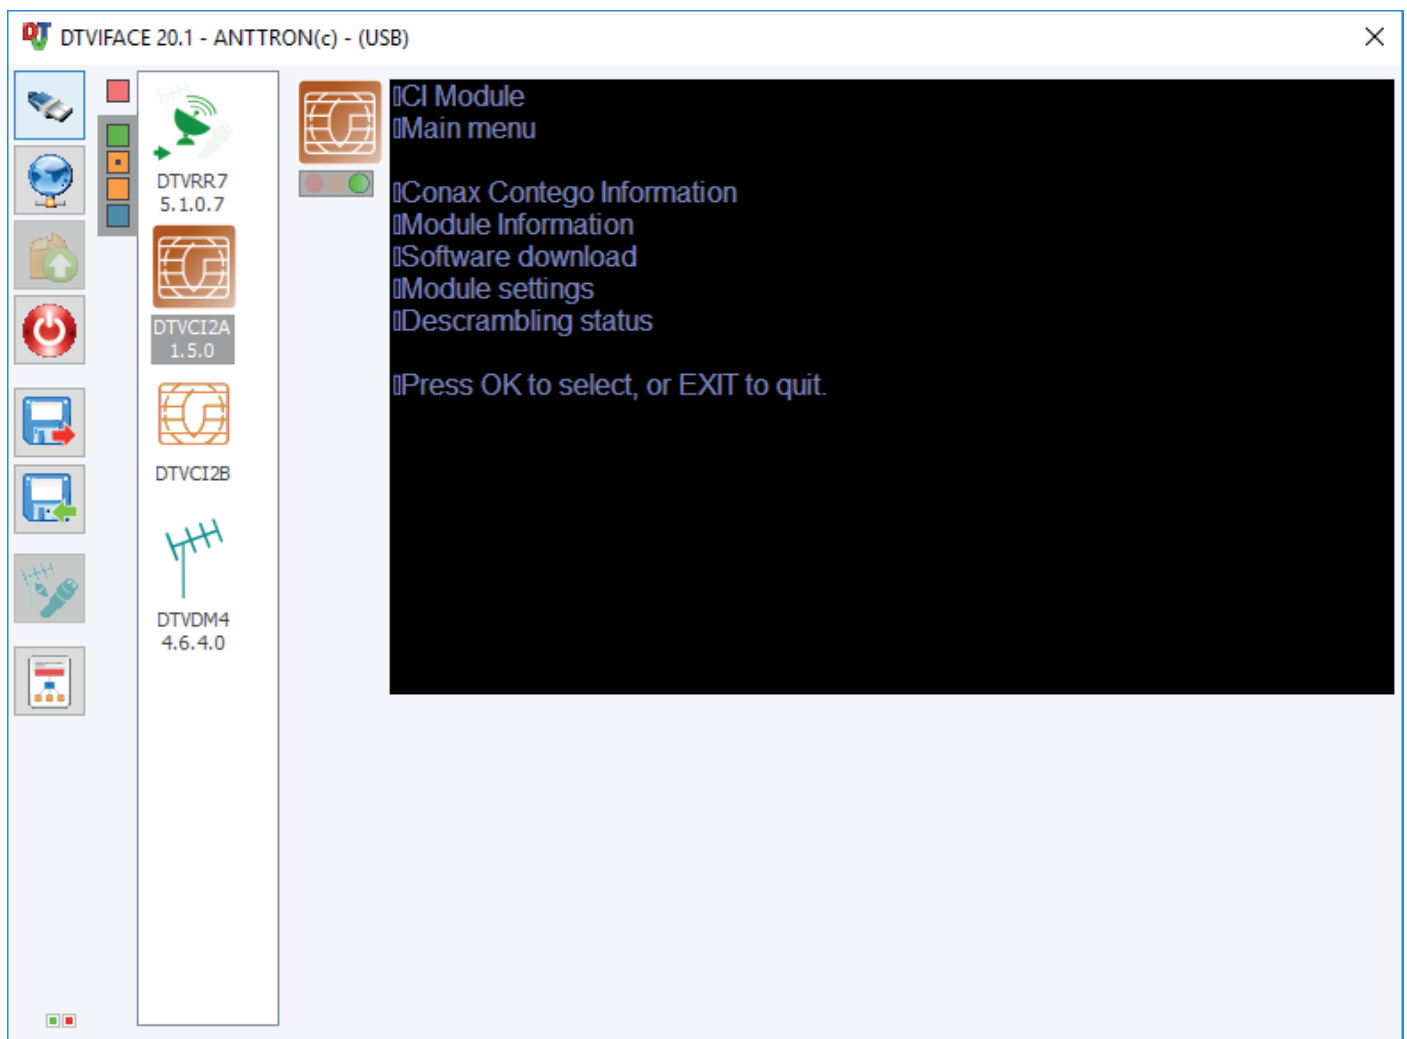 DTVIFACE 20.1 - ANTTRON(c) - (USB)
DTVRR7
5.1.0.7
DTVCI2A
1.5.0
DTVCI2B
DTVDM4
4.6.4.0
CI Module
Main menu
Conax Contego Information
Module Information
Software download
Module settings
Descrambling status
Press OK to select, or EXIT to quit.